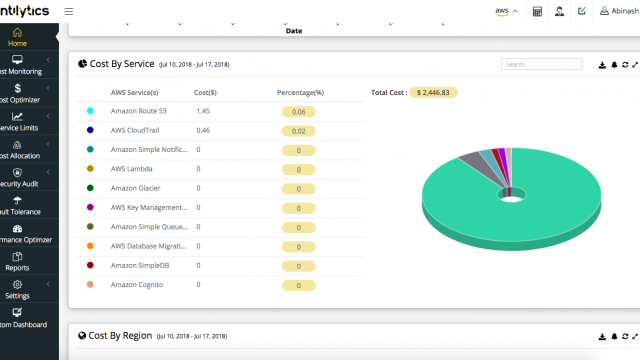 ntilytics
aws
Abinash
Home
Date
Cost By Service (Jul 10, 2018 - Jul 17, 2018)
Search
st Monitoring
AWS Service(s) Cost($) Percentage(%)
Total Cost : $ 2,446.83
ost Optimizer
Amazon Route 53 1.45 0.06
AWS CloudTrail 0.46 0.02
ervice Limits
Amazon Simple Notific... 0 0
ost Allocation
AWS Lambda 0 0
ecurity Audit
Amazon Glacier 0 0
AWS Key Management... 0 0
ult Tolerance
Amazon Simple Queue... 0 0
rmance Optimzer
AWS Database Migrati... 0 0
Reports
Amazon SimpleDB 0 0
Settings
Amazon Cognito 0 0
tom Dashboard
Cost By Region (Jul 10, 2018 - Jul 17, 2018)